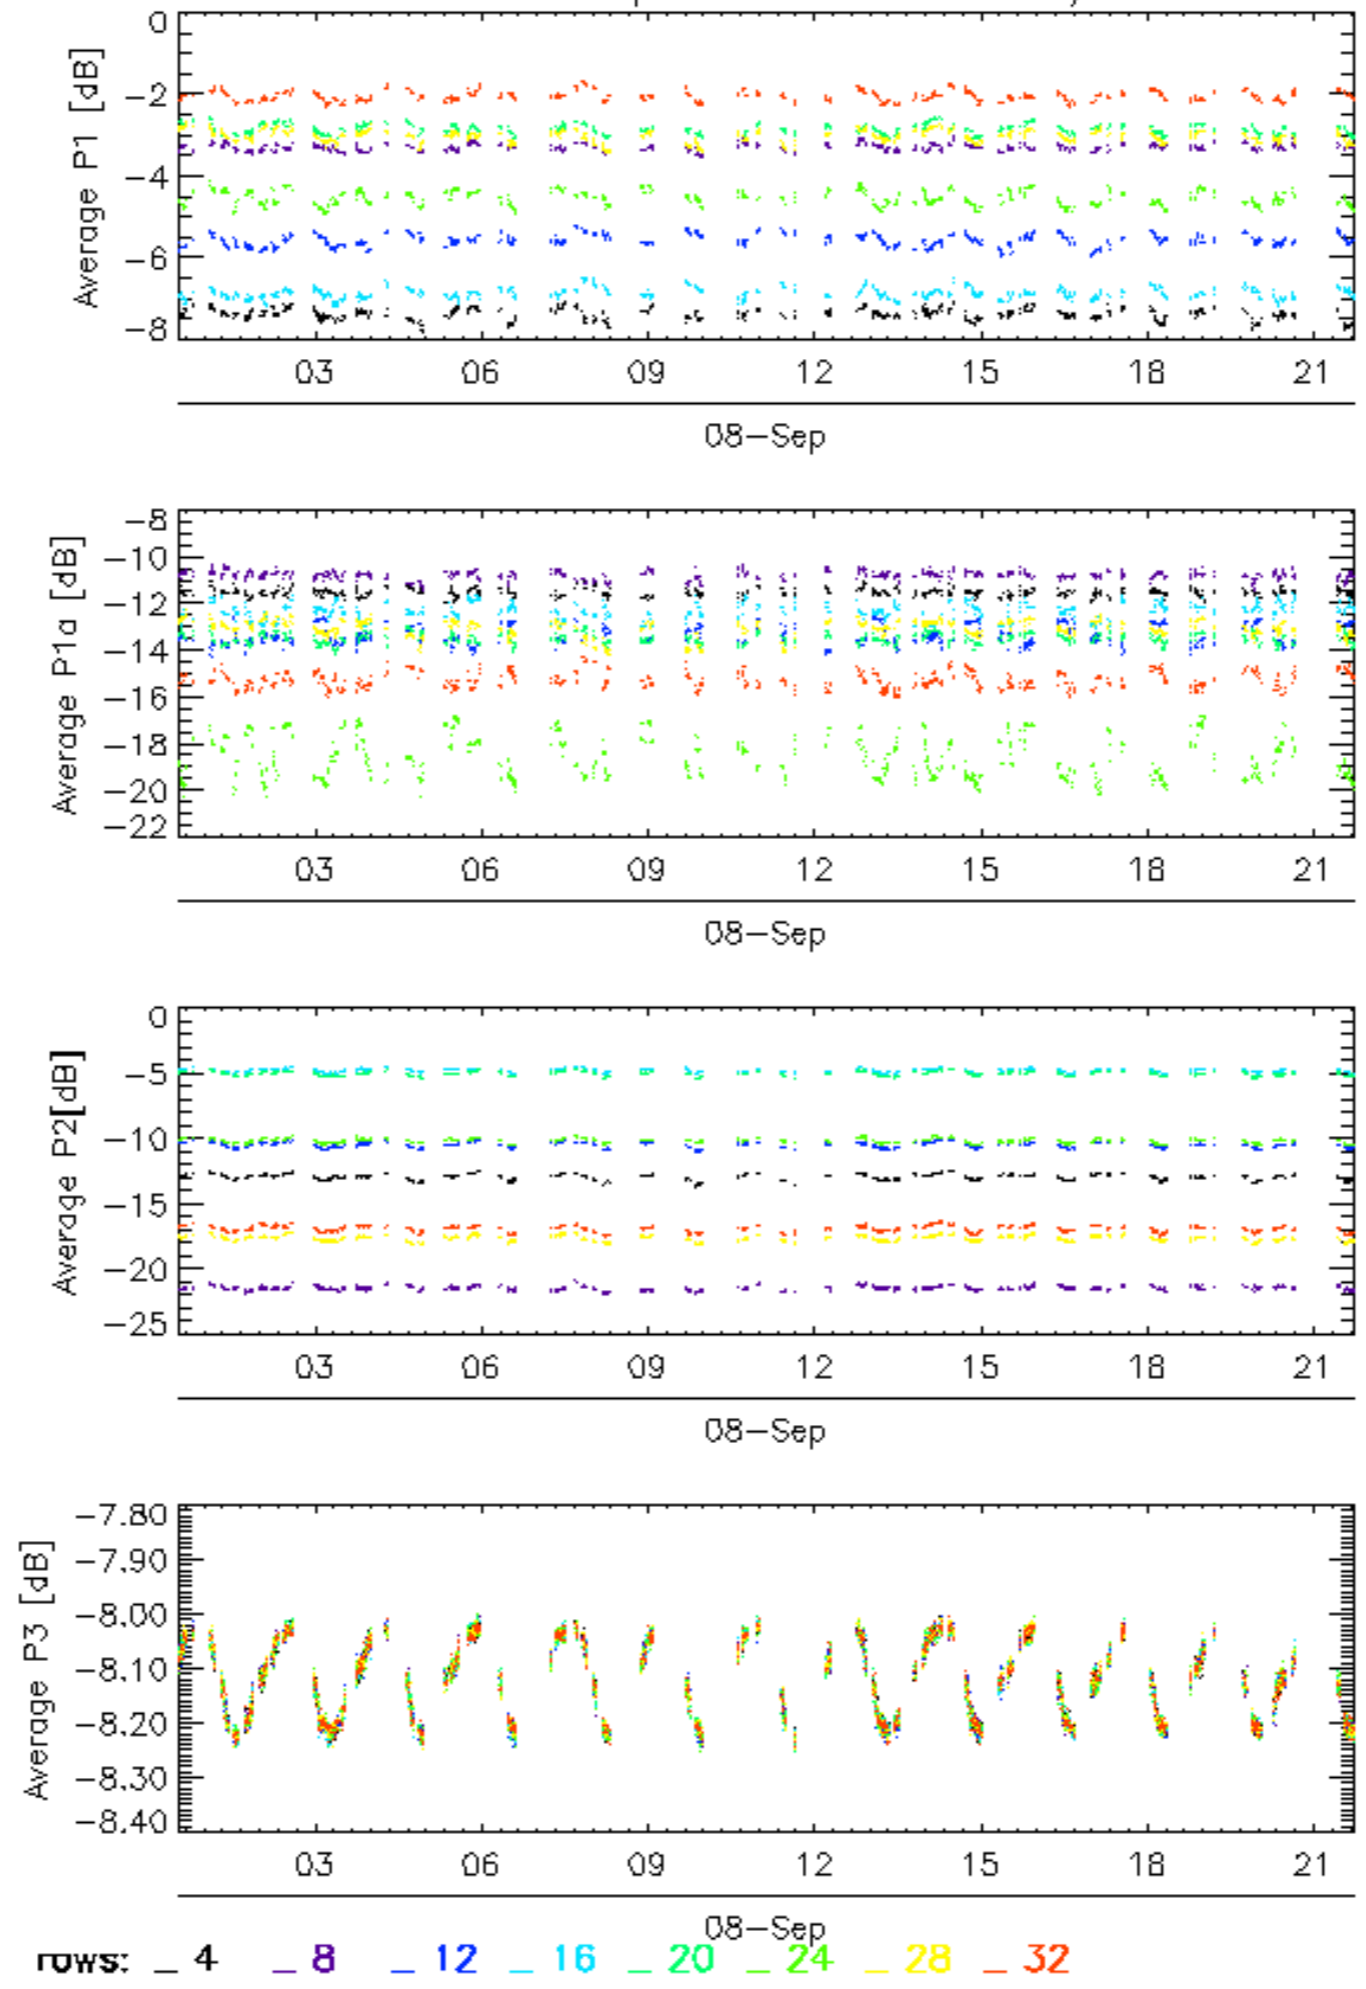 0
-2
-4
-6
-8
Average P1 [dB]
03 06 09 12 15 18 21
08-Sep
-8
-10
-12
-14
-16
-18
-20
-22
Average P1a [dB]
03 06 09 12 15 18 21
08-Sep
0
-5
-10
-15
-20
-25
Average P2[dB]
03 06 09 12 15 18 21
08-Sep
-7.80
-7.90
-8.00
-8.10
-8.20
-8.30
-8.40
Average P3 [dB]
03 06 09 12 15 18 21
08-Sep
rows: _ 4 _ 8 _ 12 _ 16 _ 20 _ 24 _ 28 _ 32